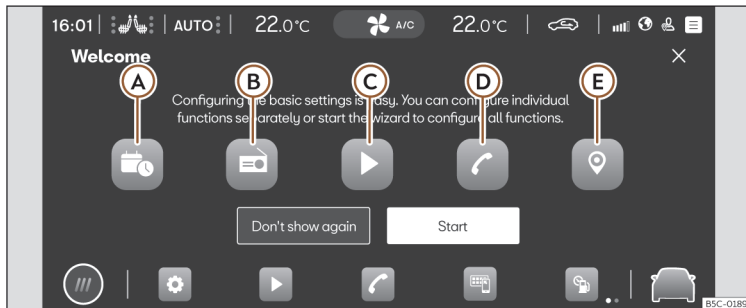 16:01 AUTO 22.0°C A/C 22.0°C
Welcome
A B C D E
Configuring the basic settings is easy. You can configure individual
functions separately or start the wizard to configure all functions.
Don't show again Start
B5C-0189